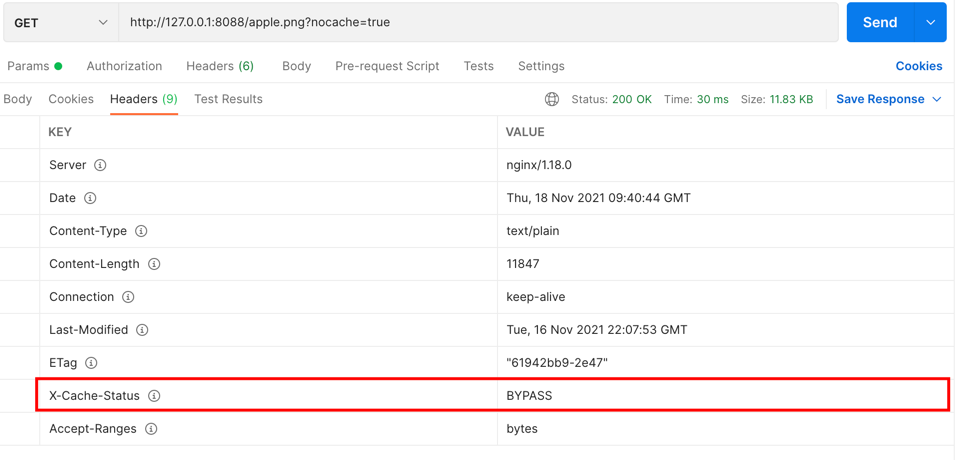 GET http://127.0.0.1:8088/apple.png?nocache=true Send
Params Authorization Headers (6) Body Pre-request Script Tests Settings Cookies
Body Cookies Headers (9) Test Results Status: 200 OK Time: 30 ms Size: 11.83 KB Save Response
KEY VALUE
Server nginx/1.18.0
Date Thu, 18 Nov 2021 09:40:44 GMT
Content-Type text/plain
Content-Length 11847
Connection keep-alive
Last-Modified Tue, 16 Nov 2021 22:07:53 GMT
ETag "61942bb9-2e47"
X-Cache-Status BYPASS
Accept-Ranges bytes